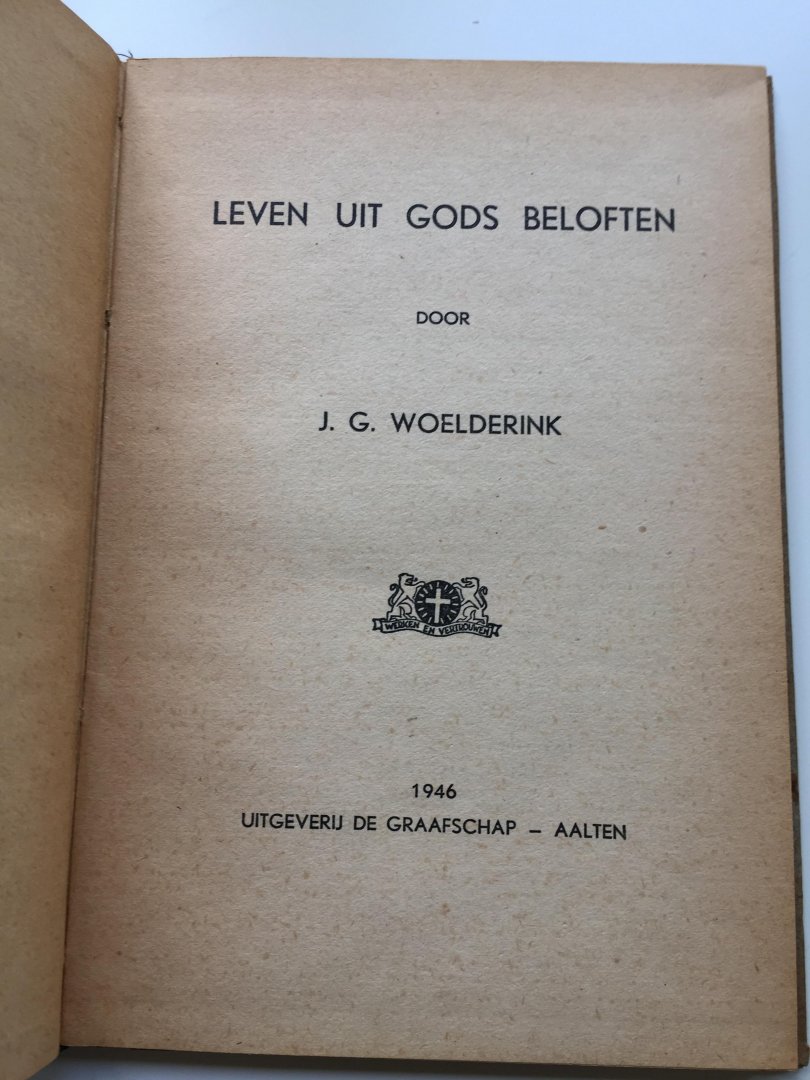 LEVEN UIT GODS BELOFTEN
DOOR
J. G. WOELDERINK
WERKEN EN VERTROUWEN
1946
UITGEVERIJ DE GRAAFSCHAP – AALTEN